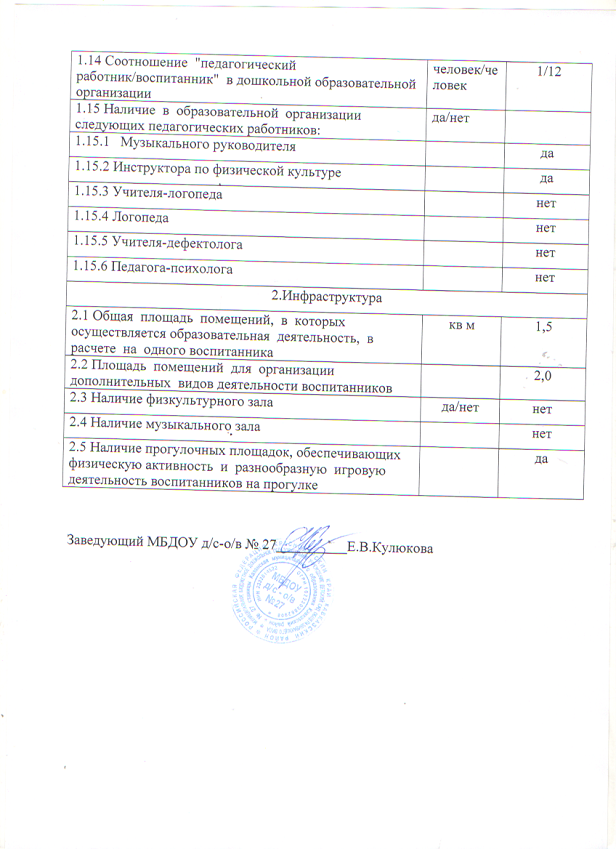 1.14 Соотношение "педагогический человек/че 1/12
работник/воспитанник" в дошкольной образовательной ловек
организации
1.15 Наличие в образовательной организации да/нет
следующих педагогических работников:
1.15.1 Музыкального руководителя да
1.15.2 Инструктора по физической культуре да
1.15.3 Учителя-логопеда нет
1.15.4 Логопеда нет
1.15.5 Учителя-дефектолога нет
1.15.6 Педагога-психолога нет
2.Инфраструктура
2.1 Общая площадь помещений, в которых кв м 1,5
осуществляется образовательная деятельность, в
расчете на одного воспитанника
2.2 Площадь помещений для организации 2,0
дополнительных видов деятельности воспитанников
2.3 Наличие физкультурного зала да/нет нет
2.4 Наличие музыкального зала нет
2.5 Наличие прогулочных площадок, обеспечивающих да
физическую активность и разнообразную игровую
деятельность воспитанников на прогулке
Заведующий МБДОУ д/с-о/в № 27__________Е.В.Кулюкова
МБДОУ
д/с-о/в
№27